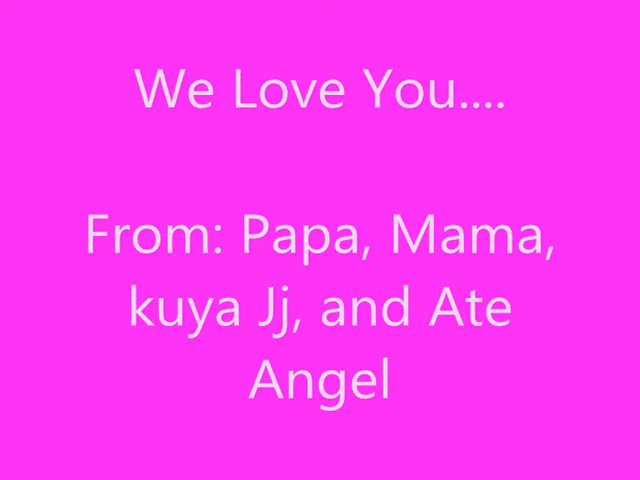 We Love You....
From: Papa, Mama,
kuya Jj, and Ate
Angel